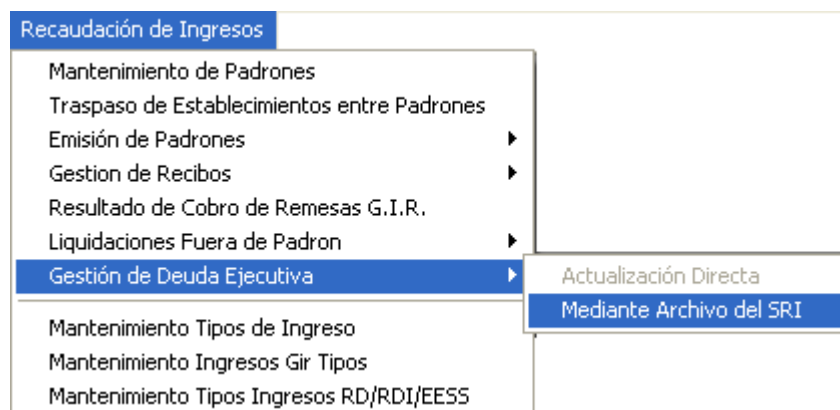 Recaudación de Ingresos
Mantenimiento de Padrones
Traspaso de Establecimientos entre Padrones
Emisión de Padrones
Gestion de Recibos
Resultado de Cobro de Remesas G.I.R.
Liquidaciones Fuera de Padron
Gestión de Deuda Ejecutiva
Actualización Directa
Mediante Archivo del SRI
Mantenimiento Tipos de Ingreso
Mantenimiento Ingresos Gir Tipos
Mantenimiento Tipos Ingresos RD/RDI/EESS